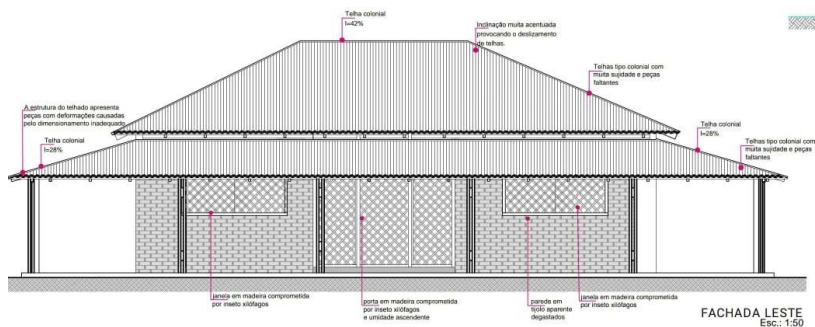 Telha colonial
I=42%
Inclinação muita acentuada
provocando o deslizamento
de telhas.
Telhas tipo colonial com
muita sujidade e peças
faltantes
A estrutura do telhado apresenta
peças com deformações causadas
pelo dimensionamento inadequado
Telha colonial
I=28%
Telha colonial
I=28%
Telhas tipo colonial com
muita sujidade e peças
faltantes
janela em madeira comprometida
por inseto xilófagos
porta em madeira comprometida
por inseto xilófagos
e umidade ascendente
parede em
tijolo aparente
degastados
janela em madeira comprometida
por inseto xilófagos
FACHADA LESTE
Esc.: 1:50